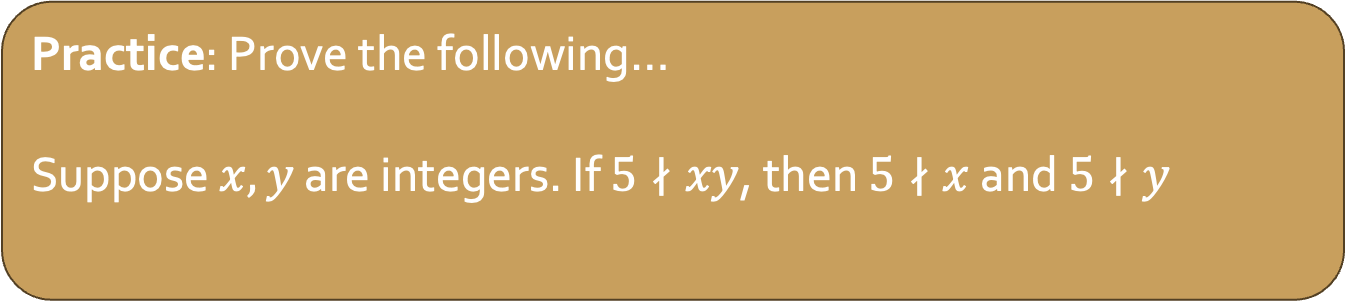 Practice: Prove the following…
Suppose 𝑥, 𝑦 are integers. If 5 ∤ 𝑥𝑦, then 5 ∤ 𝑥 and 5 ∤ 𝑦